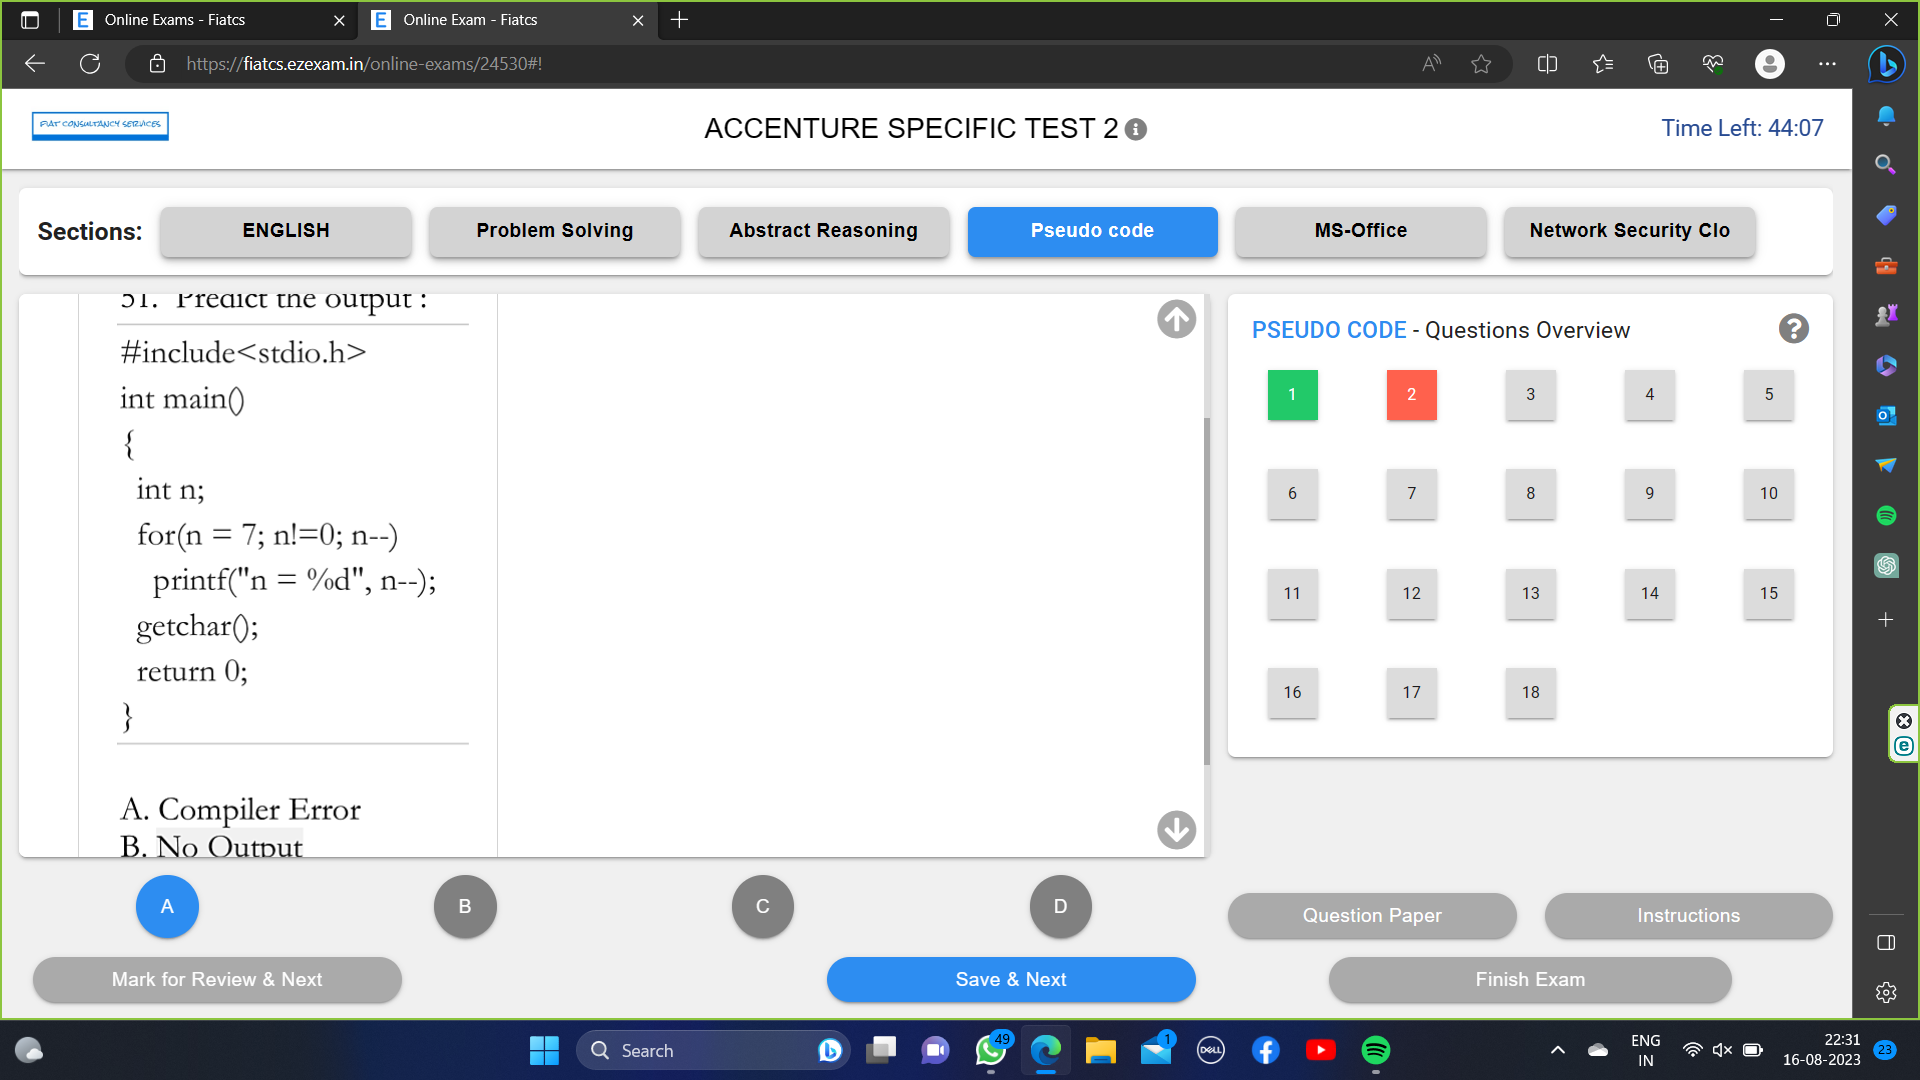 Online Exams - Fiatcs
Online Exam - Fiatcs
https://fiatcs.ezexam.in/online-exams/24530#!
FIAT CONSULTANCY SERVICES
ACCENTURE SPECIFIC TEST 2
Time Left: 44:07
Sections:
ENGLISH
Problem Solving
Abstract Reasoning
Pseudo code
MS-Office
Network Security Clo
51. Predict the output :
#include<stdio.h>
int main()
{
int n;
for(n = 7; n!=0; n--)
printf("n = %d", n--);
getchar();
return 0;
}
A. Compiler Error
B. No Output
PSEUDO CODE - Questions Overview
1 2 3 4 5
6 7 8 9 10
11 12 13 14 15
16 17 18
A B C D
Question Paper
Instructions
Mark for Review & Next
Save & Next
Finish Exam
Search
49
1
DELL
ENG
IN
22:31
16-08-2023
23